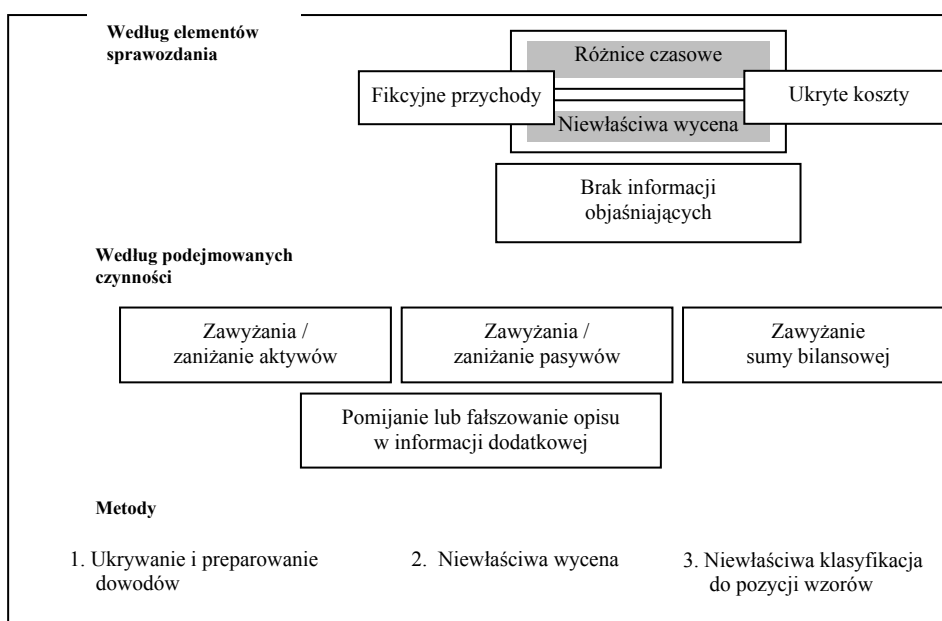 Według elementów
sprawozdania
Różnice czasowe
Fikcyjne przychody
Ukryte koszty
Niewłaściwa wycena
Brak informacji
objaśniających
Według podejmowanych
czynności
Zawyżania /
zaniżanie aktywów
Zawyżania /
zaniżanie pasywów
Zawyżanie
sumy bilansowej
Pomijanie lub fałszowanie opisu
w informacji dodatkowej
Metody
1. Ukrywanie i preparowanie
dowodów
2. Niewłaściwa wycena
3. Niewłaściwa klasyfikacja
do pozycji wzorów